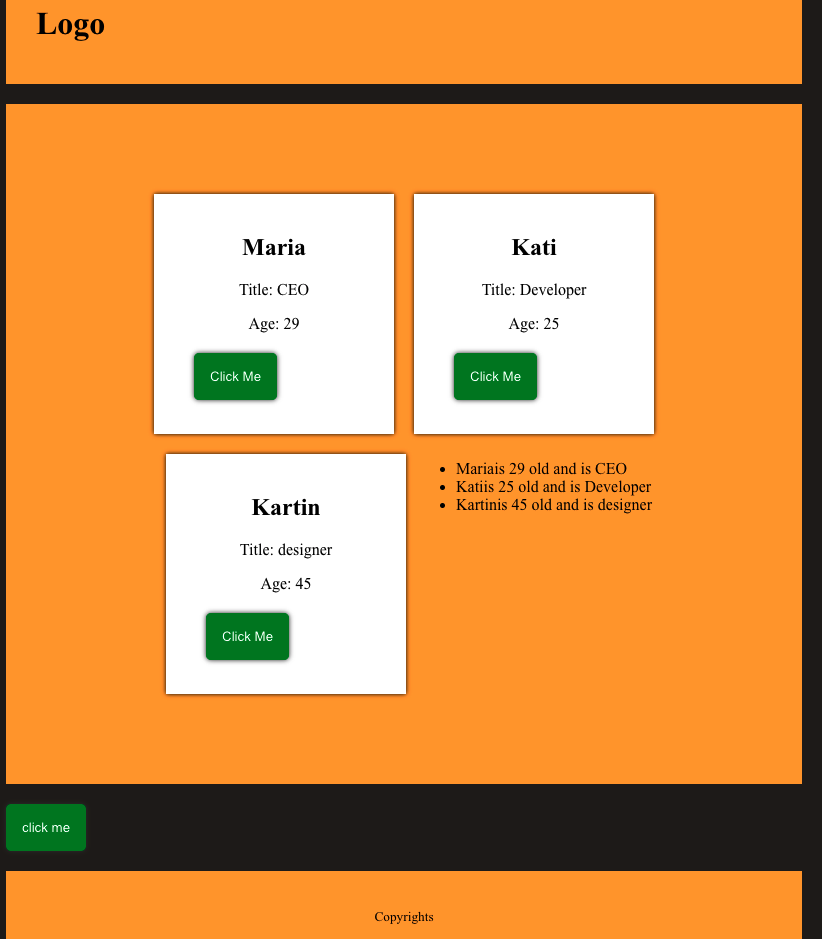 Logo
Maria
Title: CEO
Age: 29
Click Me
Kati
Title: Developer
Age: 25
Click Me
Kartin
Title: designer
Age: 45
Click Me
Mariais 29 old and is CEO
Katiis 25 old and is Developer
Kartinis 45 old and is designer
click me
Copyrights